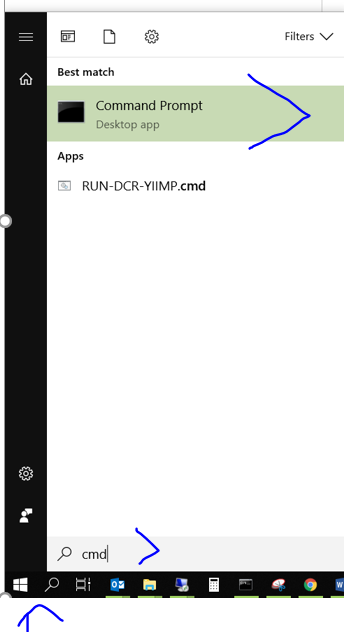 Filters
Best match
Command Prompt
Desktop app
Apps
RUN-DCR-YIIMP.cmd
cmd